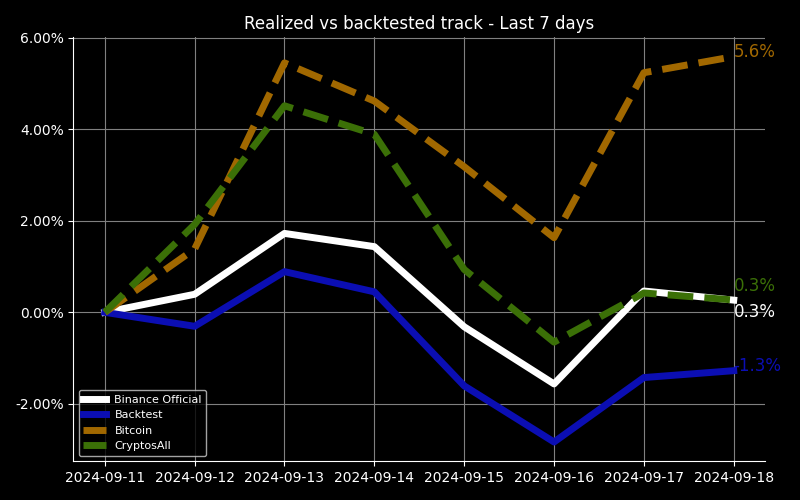 Realized vs backtested track - Last 7 days
6.00%
4.00%
2.00%
0.00%
-2.00%
5.6%
0.3%
0.3%
-1.3%
Binance Official
Backtest
Bitcoin
CryptosAll
2024-09-11 2024-09-12 2024-09-13 2024-09-14 2024-09-15 2024-09-16 2024-09-17 2024-09-18